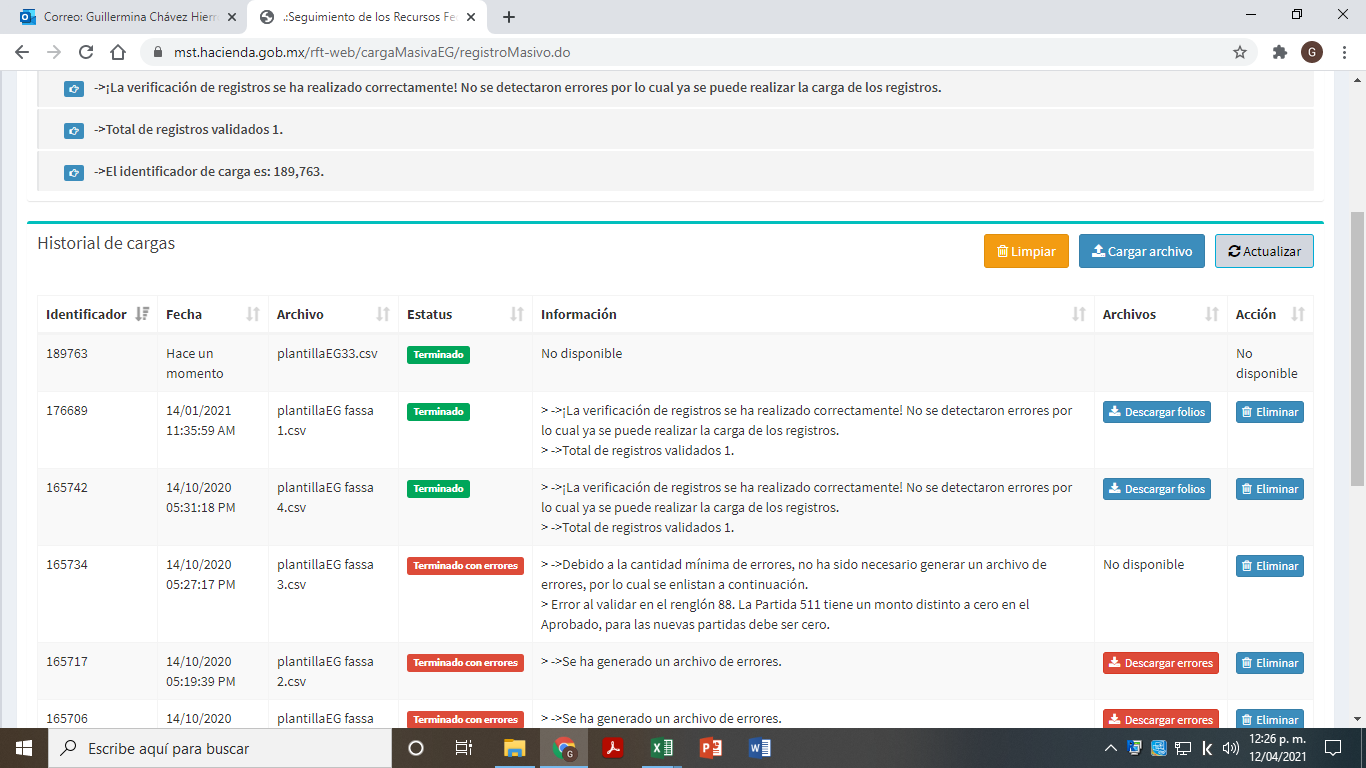 Correo: Guillermina Chávez Hiern
.:Seguimiento de los Recursos Fe
mst.hacienda.gob.mx/rft-web/cargaMasivaEG/registroMasivo.do
G
->¡La verificación de registros se ha realizado correctamente! No se detectaron errores por lo cual ya se puede realizar la carga de los registros.
->Total de registros validados 1.
->El identificador de carga es: 189,763.
Historial de cargas
Limpiar
Cargar archivo
Actualizar
Identificador Fecha Archivo Estatus Información Archivos Acción
189763 Hace un momento plantillaEG33.csv Terminado No disponible No disponible
176689 14/01/2021 plantillaEG fassa Terminado > ->¡La verificación de registros se ha realizado correctamente! No se detectaron errores por Descargar folios Eliminar
11:35:59 AM 1.csv lo cual ya se puede realizar la carga de los registros.
> ->Total de registros validados 1.
165742 14/10/2020 plantillaEG fassa Terminado > ->¡La verificación de registros se ha realizado correctamente! No se detectaron errores por Descargar folios Eliminar
05:31:18 PM 4.csv lo cual ya se puede realizar la carga de los registros.
> ->Total de registros validados 1.
165734 14/10/2020 plantillaEG fassa Terminado con errores > ->Debido a la cantidad mínima de errores, no ha sido necesario generar un archivo de No disponible Eliminar
05:27:17 PM 3.csv errores, por lo cual se enlistan a continuación.
> Error al validar en el renglón 88. La Partida 511 tiene un monto distinto a cero en el
Aprobado, para las nuevas partidas debe ser cero.
165717 14/10/2020 plantillaEG fassa Terminado con errores > ->Se ha generado un archivo de errores. Descargar errores Eliminar
05:19:39 PM 2.csv
165706 14/10/2020 plantillaEG fassa Terminado con errores > ->Se ha generado un archivo de errores. Descargar errores Eliminar
Escribe aquí para buscar
12:26 p. m.
12/04/2021